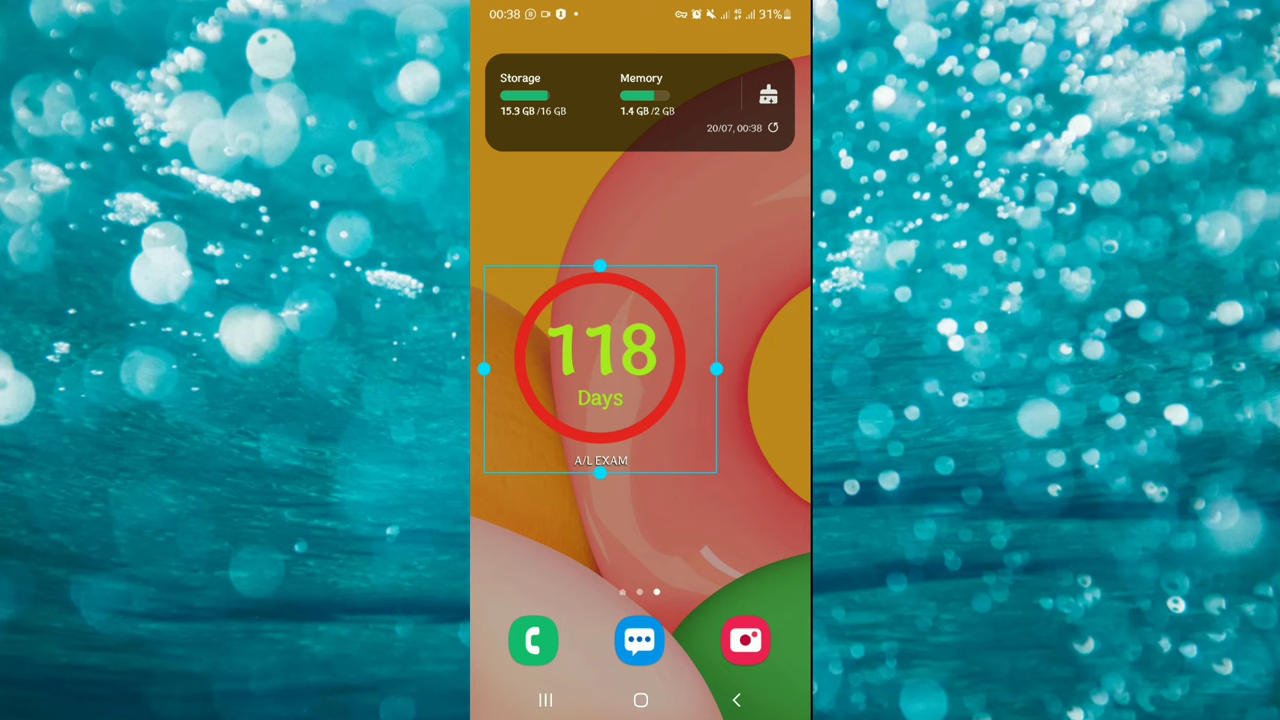 00:38 31%
Storage Memory
15.3 GB /16 GB 1.4 GB /2 GB
20/07, 00:38
118
Days
A/L EXAM